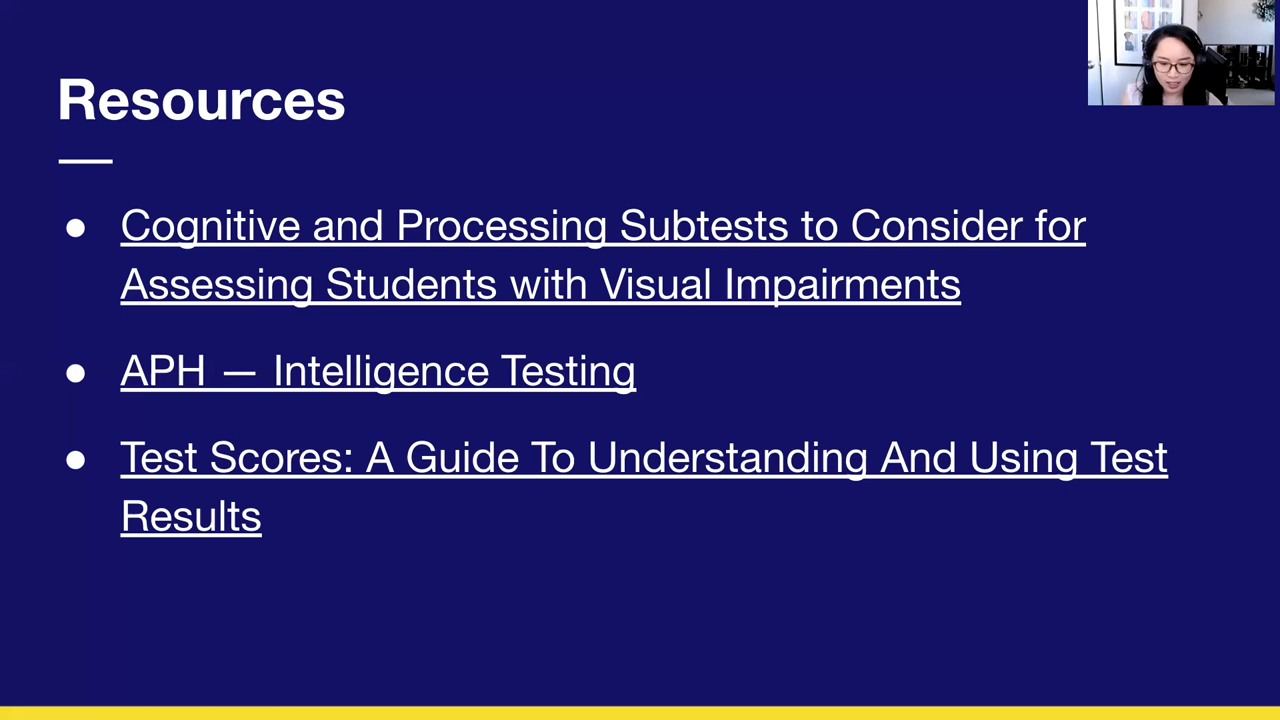 Resources
● Cognitive and Processing Subtests to Consider for
Assessing Students with Visual Impairments
● APH — Intelligence Testing
● Test Scores: A Guide To Understanding And Using Test
Results